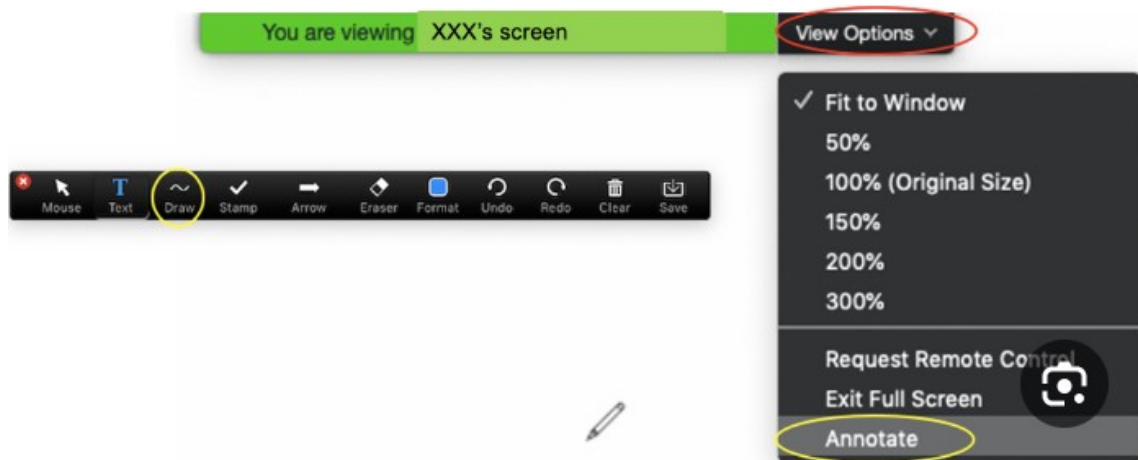 You are viewing XXX's screen
View Options
✓ Fit to Window
50%
100% (Original Size)
150%
200%
300%
Request Remote Control
Exit Full Screen
Annotate
Mouse Text Draw Stamp Arrow Eraser Format Undo Redo Clear Save